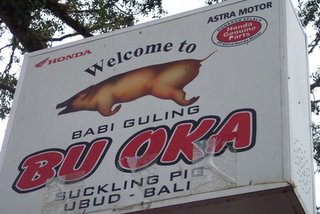 HONDA
ASTRA MOTOR
Honda
Genuine
Parts
Welcome to
BABI GULING
BU OKA
SUCKLING PIG
UBUD - BALI